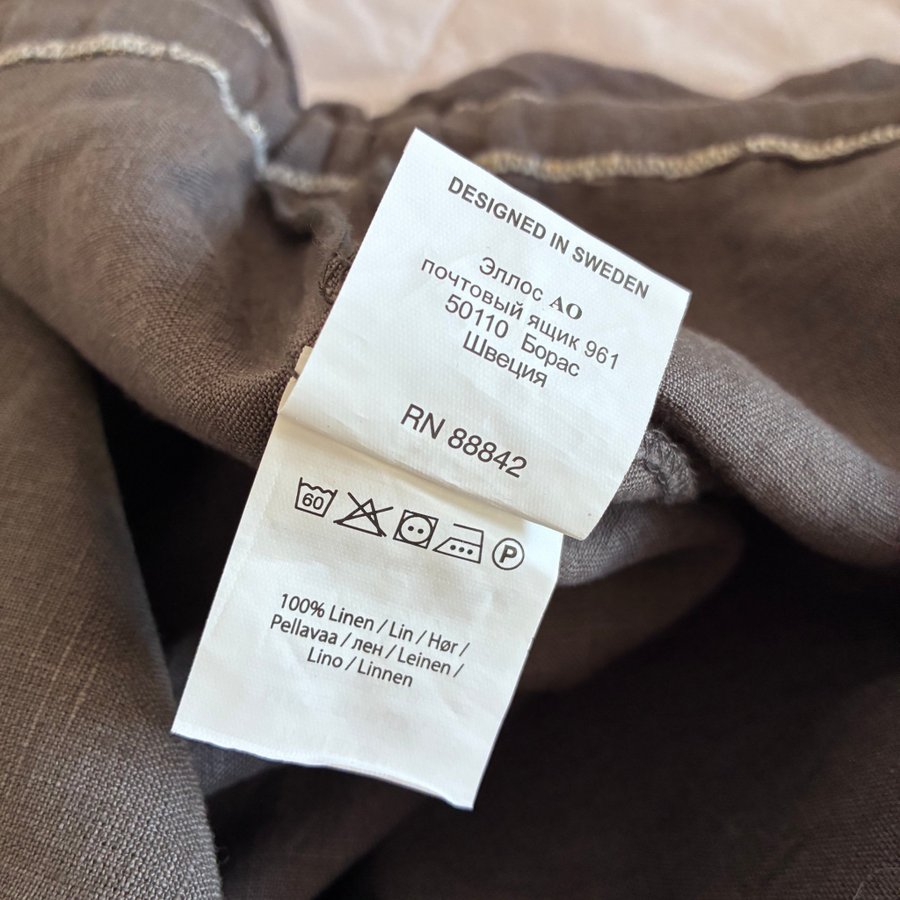 DESIGNED IN SWEDEN
Эллос АО
почтовый ящик 961
50110 Борас
Швеция
RN 88842
60
P
100% Linen / Lin / Hør /
Pellavaa / лен / Leinen /
Lino / Linnen